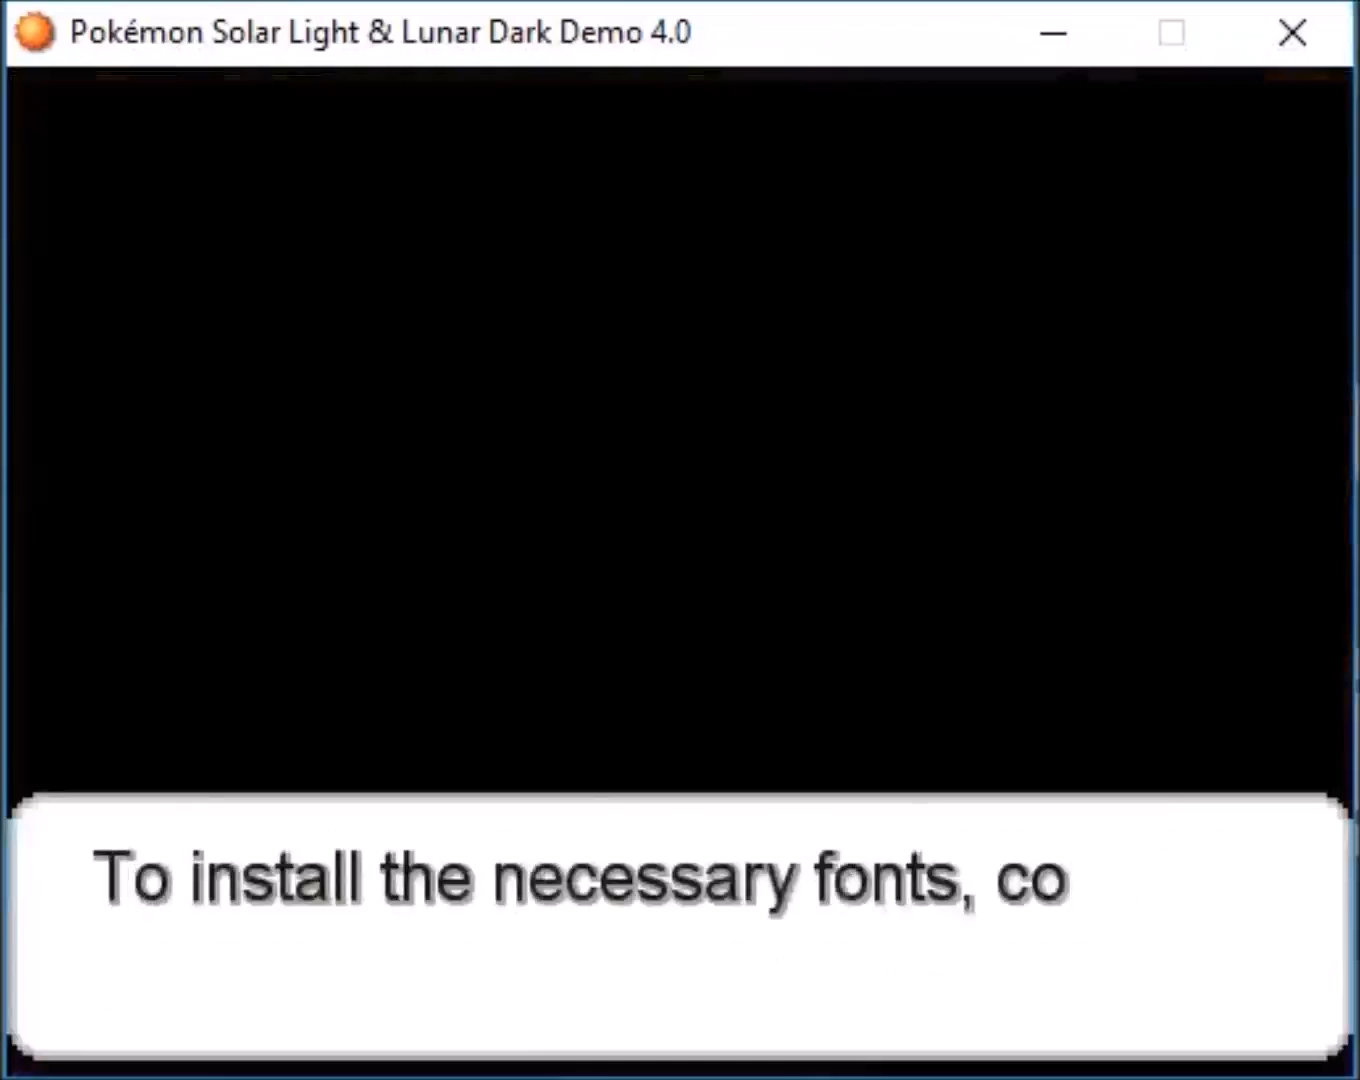 Pokémon Solar Light & Lunar Dark Demo 4.0
To install the necessary fonts, co